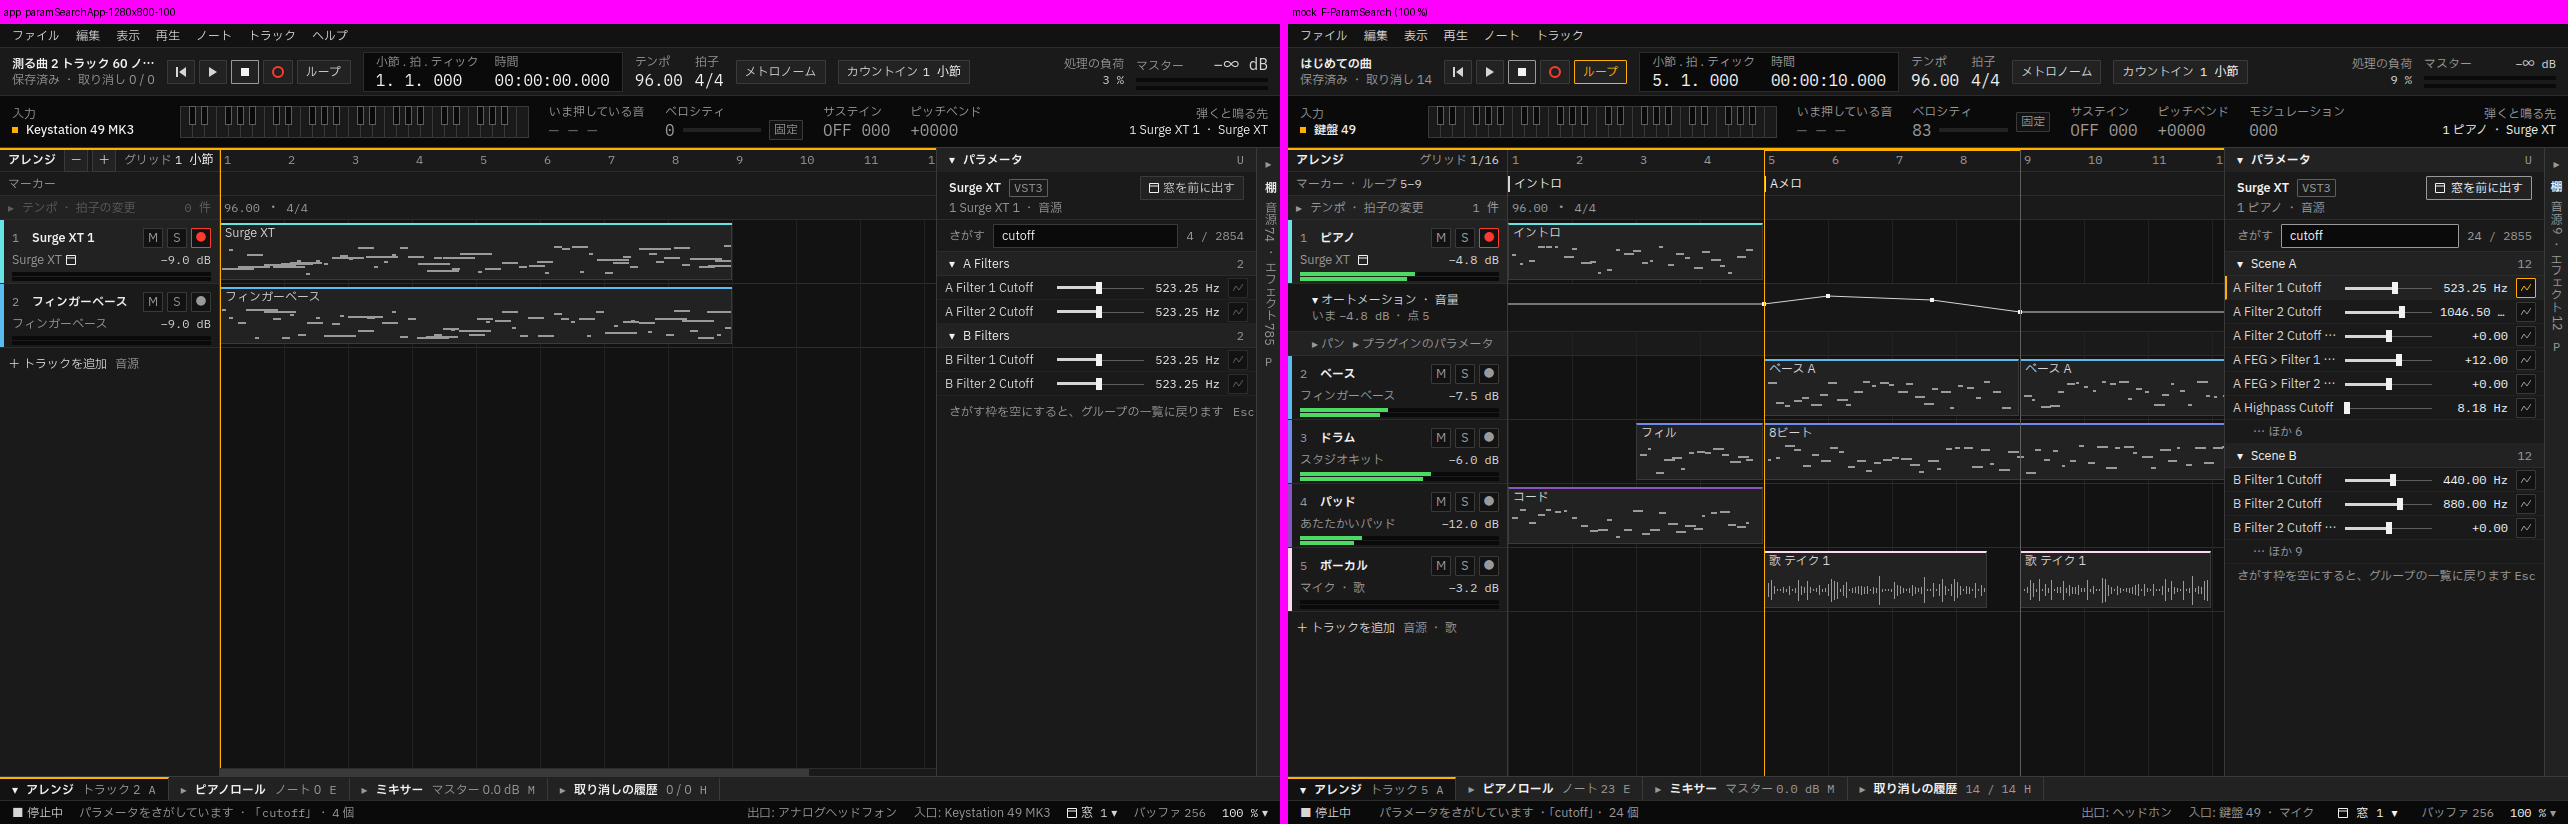 app paramSearchApp-1280x800-100
ファイル 編集 表示 再生 ノート トラック ヘルプ
測る曲 2 トラック 60 ノ…
保存済み ・ 取り消し 0 / 0
ループ
小節 . 拍 . ティック 時間
1. 1. 000 00:00:00.000
テンポ 拍子
96.00 4/4
メトロノーム
カウントイン 1 小節
処理の負荷
3 %
マスター −∞ dB
入力
Keystation 49 MK3
いま押している音
— — —
ベロシティ
0
固定
サステイン
OFF 000
ピッチベンド
+0000
弾くと鳴る先
1 Surge XT 1 ・ Surge XT
アレンジ − ＋ グリッド 1 小節
1 2 3 4 5 6 7 8 9 10 11 1
マーカー
▸ テンポ ・ 拍子の変更 0 件
96.00 ・ 4/4
1 Surge XT 1 M S
Surge XT −9.0 dB
Surge XT
2 フィンガーベース M S
フィンガーベース −9.0 dB
フィンガーベース
＋ トラックを追加 音源
▾ パラメータ U
Surge XT VST3 窓を前に出す
1 Surge XT 1 ・ 音源
さがす cutoff 4 / 2854
▾ A Filters 2
A Filter 1 Cutoff 523.25 Hz
A Filter 2 Cutoff 523.25 Hz
▾ B Filters 2
B Filter 1 Cutoff 523.25 Hz
B Filter 2 Cutoff 523.25 Hz
さがす枠を空にすると、グループの一覧に戻ります Esc
▸ 棚 音源 74 ・ エフェクト 785 P
▾ アレンジ トラック 2 A
▸ ピアノロール ノート 0 E
▸ ミキサー マスター 0.0 dB M
▸ 取り消しの履歴 0 / 0 H
■ 停止中 パラメータをさがしています ・ 「cutoff」 ・ 4 個
出口: アナログヘッドフォン 入口: Keystation 49 MK3 窓 1 ▾ バッファ 256 100 % ▾
mock F-ParamSearch (100 %)
ファイル 編集 表示 再生 ノート トラック
はじめての曲
保存済み ・ 取り消し 14
ループ
小節 . 拍 . ティック 時間
5. 1. 000 00:00:10.000
テンポ 拍子
96.00 4/4
メトロノーム
カウントイン 1 小節
処理の負荷
9 %
マスター −∞ dB
入力
鍵盤 49
いま押している音
— — —
ベロシティ
83
固定
サステイン
OFF 000
ピッチベンド
+0000
モジュレーション
000
弾くと鳴る先
1 ピアノ ・ Surge XT
アレンジ グリッド 1/16
1 2 3 4 5 6 7 8 9 10 11 1
マーカー ・ ループ 5–9
イントロ Aメロ
▸ テンポ ・ 拍子の変更 1 件
96.00 ・ 4/4
1 ピアノ M S
Surge XT −4.8 dB
イントロ
▾ オートメーション ・ 音量
いま −4.8 dB ・ 点 5
▸ パン ▸ プラグインのパラメータ
2 ベース M S
フィンガーベース −7.5 dB
ベース A ベース A
3 ドラム M S
スタジオキット −6.0 dB
フィル 8ビート
4 パッド M S
あたたかいパッド −12.0 dB
コード
5 ボーカル M S
マイク ・ 歌 −3.2 dB
歌 テイク 1 歌 テイク 1
＋ トラックを追加 音源 ・ 歌
▾ パラメータ U
Surge XT VST3 窓を前に出す
1 ピアノ ・ 音源
さがす cutoff 24 / 2855
▾ Scene A 12
A Filter 1 Cutoff 523.25 Hz
A Filter 2 Cutoff 1046.50 …
A Filter 2 Cutoff … +0.00
A FEG > Filter 1 … +12.00
A FEG > Filter 2 … +0.00
A Highpass Cutoff 8.18 Hz
… ほか 6
▾ Scene B 12
B Filter 1 Cutoff 440.00 Hz
B Filter 2 Cutoff 880.00 Hz
B Filter 2 Cutoff … +0.00
… ほか 9
さがす枠を空にすると、グループの一覧に戻ります Esc
▸ 棚 音源 9 ・ エフェクト 12 P
▾ アレンジ トラック 5 A
▸ ピアノロール ノート 23 E
▸ ミキサー マスター 0.0 dB M
▸ 取り消しの履歴 14 / 14 H
■ 停止中 パラメータをさがしています ・「cutoff」・ 24 個
出口: ヘッドホン 入口: 鍵盤 49 ・ マイク 窓 1 ▾ バッファ 256 100 % ▾